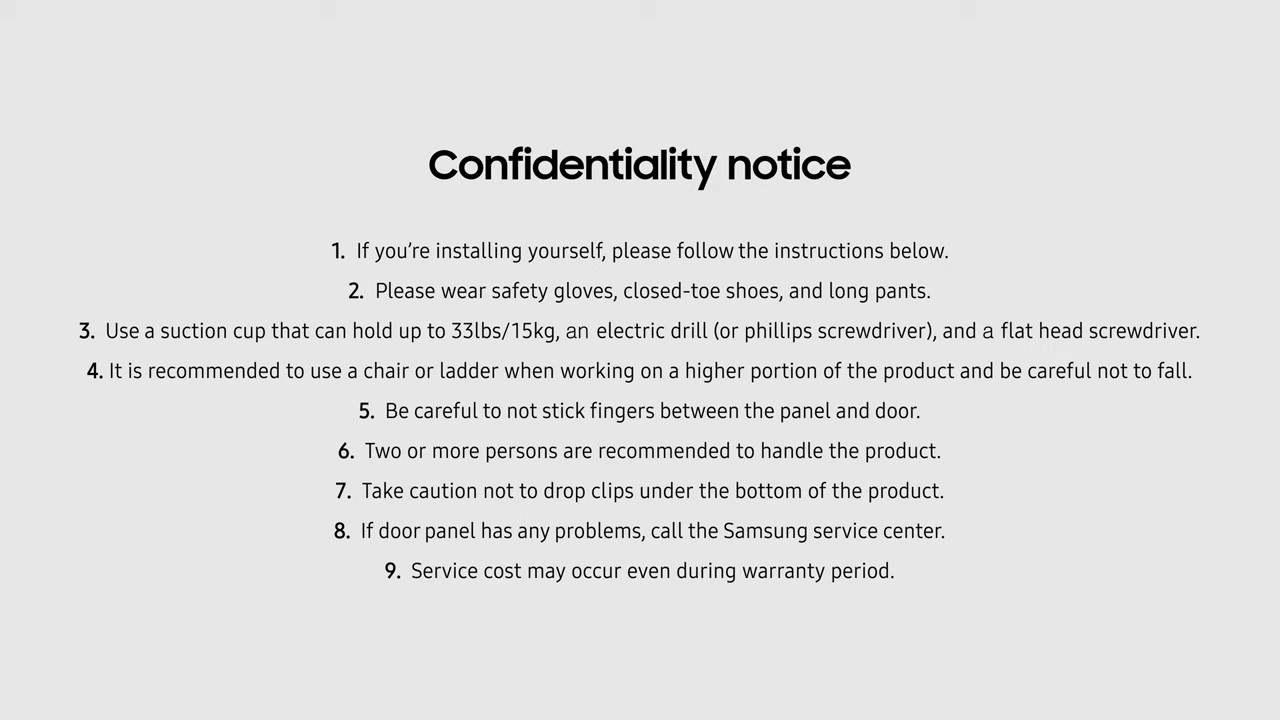 Confidentiality notice
1. If you're installing yourself, please follow the instructions below.
2. Please wear safety gloves, closed-toe shoes, and long pants.
3. Use a suction cup that can hold up to 33lbs/15kg, an electric drill (or phillips screwdriver), and a flat head screwdriver.
4. It is recommended to use a chair or ladder when working on a higher portion of the product and be careful not to fall.
5. Be careful to not stick fingers between the panel and door.
6. Two or more persons are recommended to handle the product.
7. Take caution not to drop clips under the bottom of the product.
8. If door panel has any problems, call the Samsung service center.
9. Service cost may occur even during warranty period.